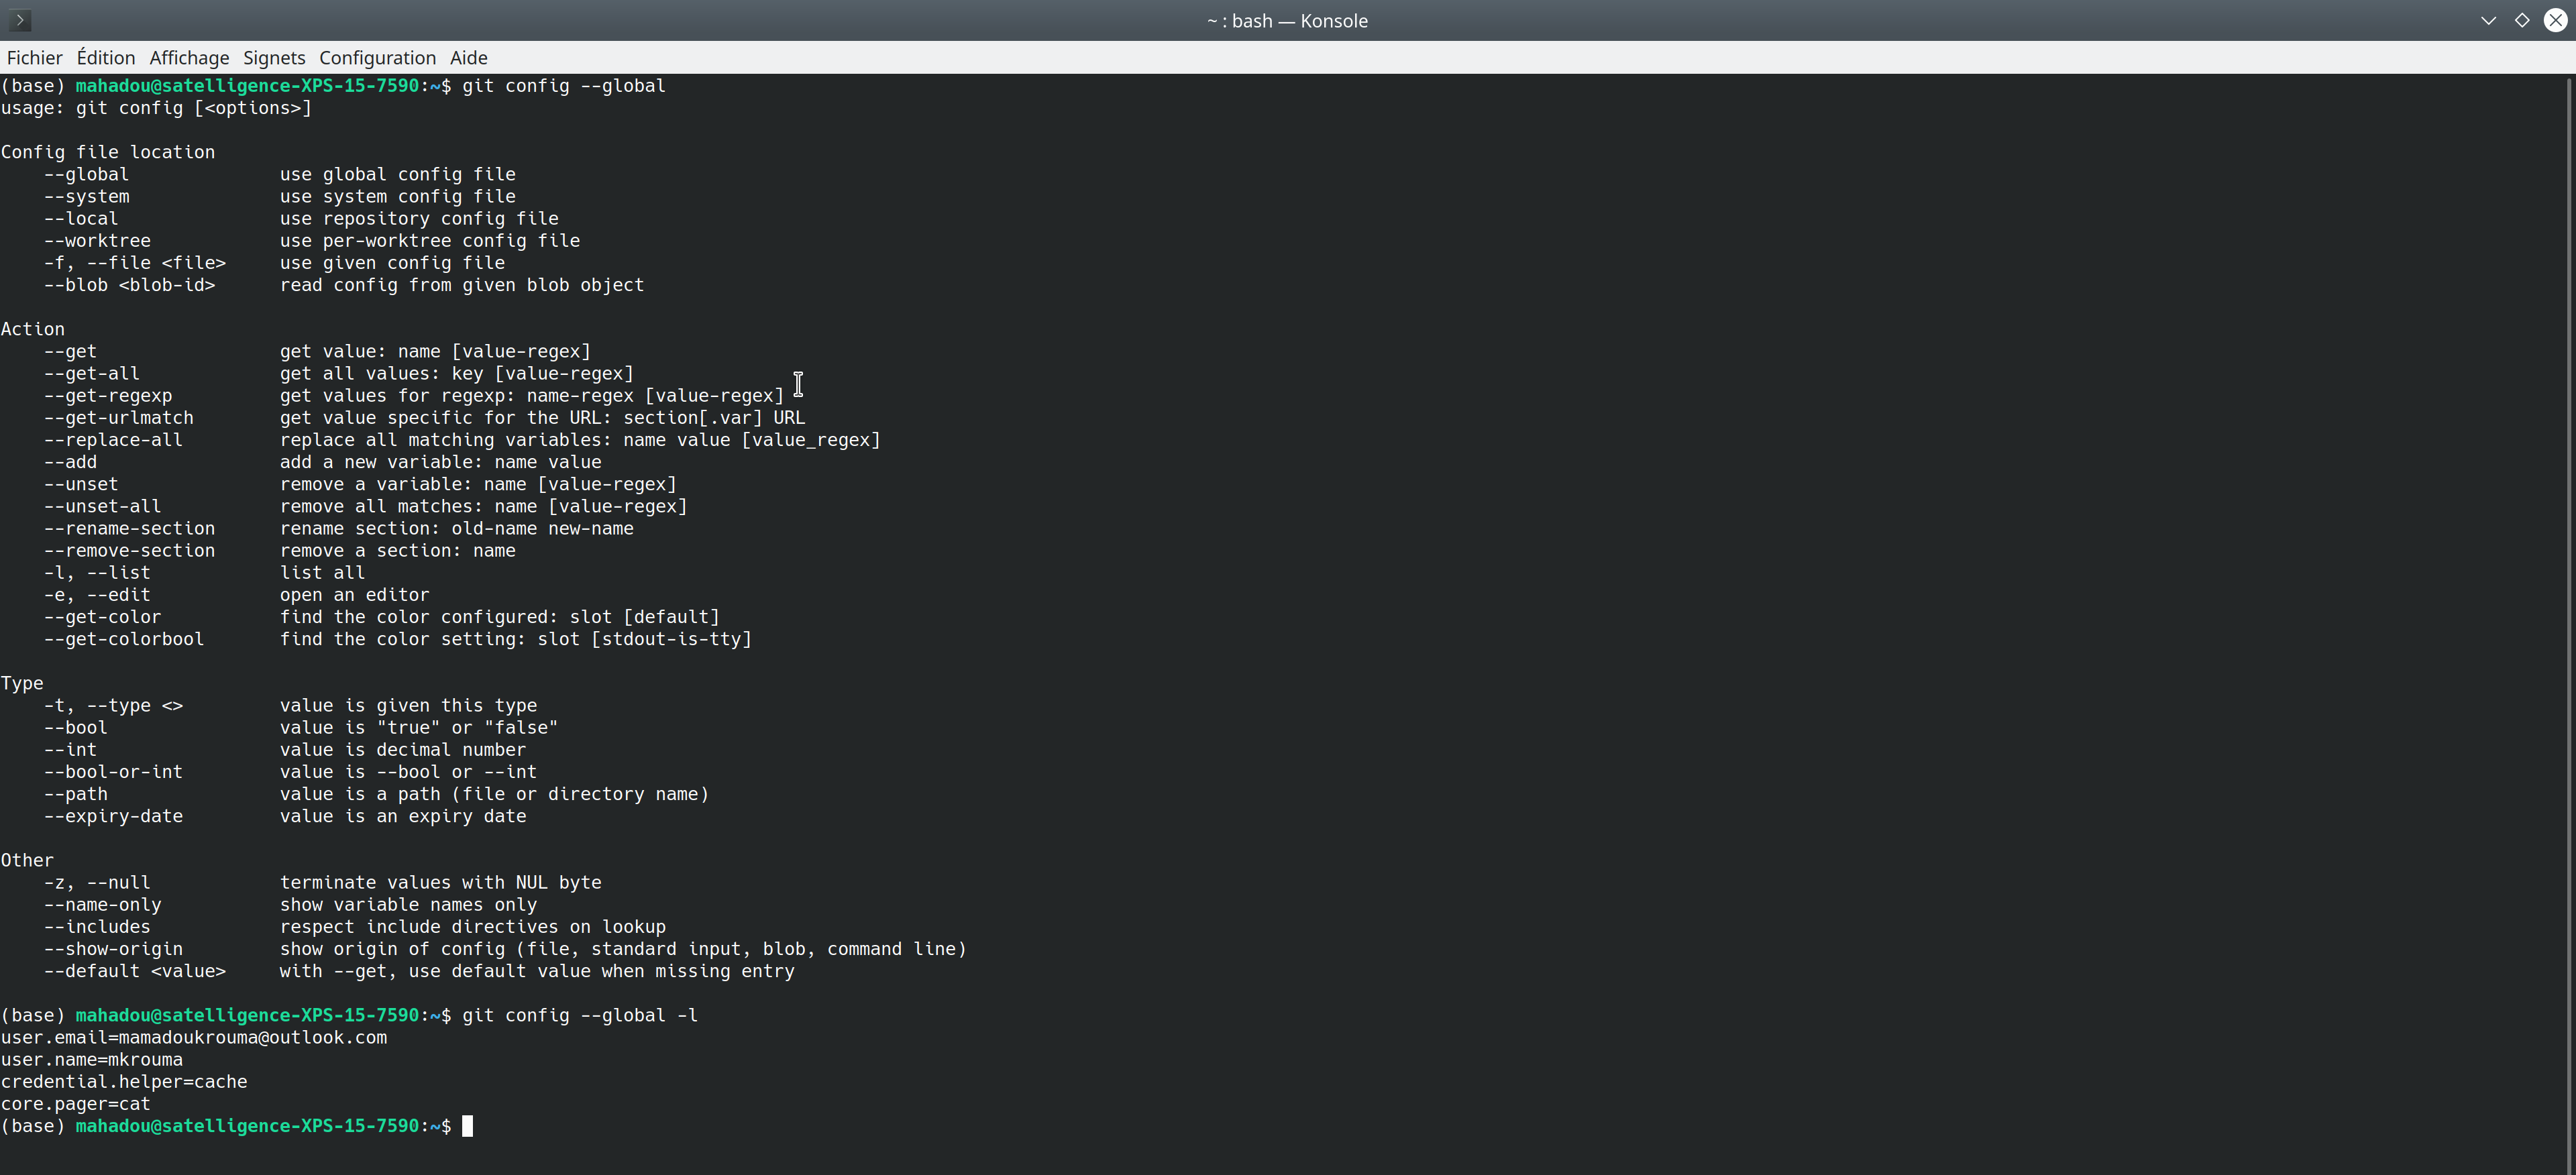 ~ : bash — Konsole
Fichier Édition Affichage Signets Configuration Aide
(base) mahadou@satelligence-XPS-15-7590:~$ git config --global
usage: git config [<options>]

Config file location
    --global              use global config file
    --system              use system config file
    --local               use repository config file
    --worktree            use per-worktree config file
    -f, --file <file>     use given config file
    --blob <blob-id>      read config from given blob object

Action
    --get                 get value: name [value-regex]
    --get-all             get all values: key [value-regex]
    --get-regexp          get values for regexp: name-regex [value-regex]
    --get-urlmatch        get value specific for the URL: section[.var] URL
    --replace-all         replace all matching variables: name value [value_regex]
    --add                 add a new variable: name value
    --unset               remove a variable: name [value-regex]
    --unset-all           remove all matches: name [value-regex]
    --rename-section      rename section: old-name new-name
    --remove-section      remove a section: name
    -l, --list            list all
    -e, --edit            open an editor
    --get-color           find the color configured: slot [default]
    --get-colorbool       find the color setting: slot [stdout-is-tty]

Type
    -t, --type <>         value is given this type
    --bool                value is "true" or "false"
    --int                 value is decimal number
    --bool-or-int         value is --bool or --int
    --path                value is a path (file or directory name)
    --expiry-date         value is an expiry date

Other
    -z, --null            terminate values with NUL byte
    --name-only           show variable names only
    --includes            respect include directives on lookup
    --show-origin         show origin of config (file, standard input, blob, command line)
    --default <value>     with --get, use default value when missing entry

(base) mahadou@satelligence-XPS-15-7590:~$ git config --global -l
user.email=mamadoukrouma@outlook.com
user.name=mkrouma
credential.helper=cache
core.pager=cat
(base) mahadou@satelligence-XPS-15-7590:~$